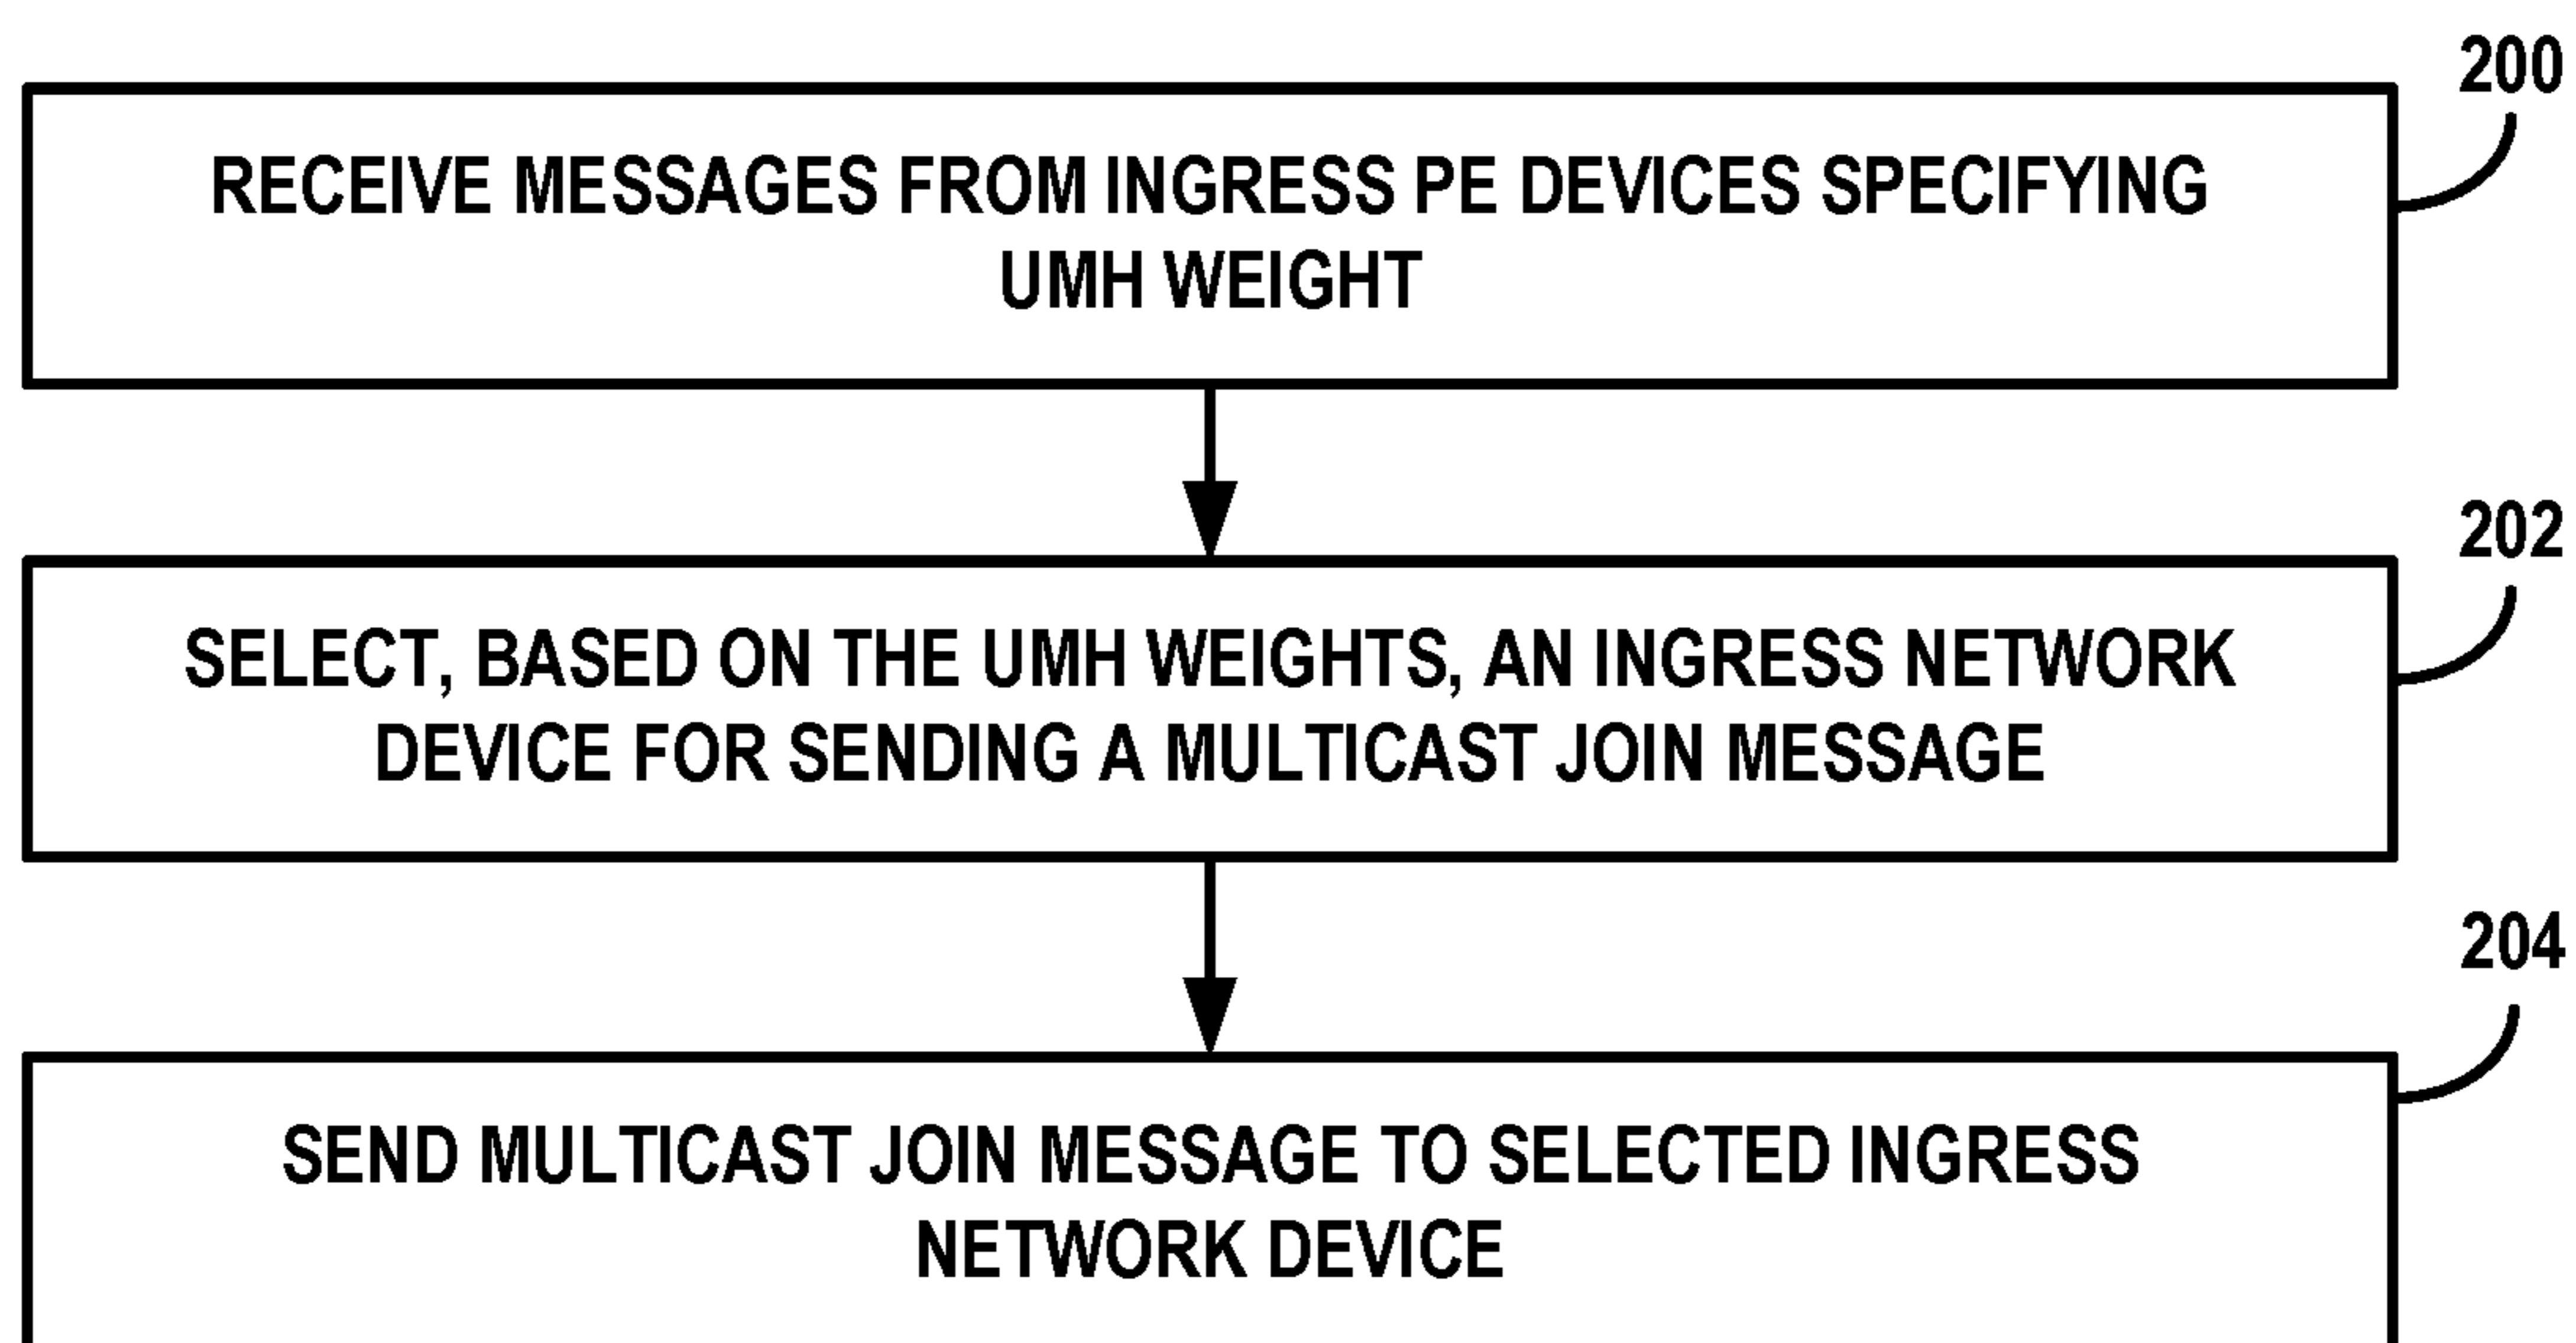 200
RECEIVE MESSAGES FROM INGRESS PE DEVICES SPECIFYING
UMH WEIGHT
202
SELECT, BASED ON THE UMH WEIGHTS, AN INGRESS NETWORK
DEVICE FOR SENDING A MULTICAST JOIN MESSAGE
204
SEND MULTICAST JOIN MESSAGE TO SELECTED INGRESS
NETWORK DEVICE